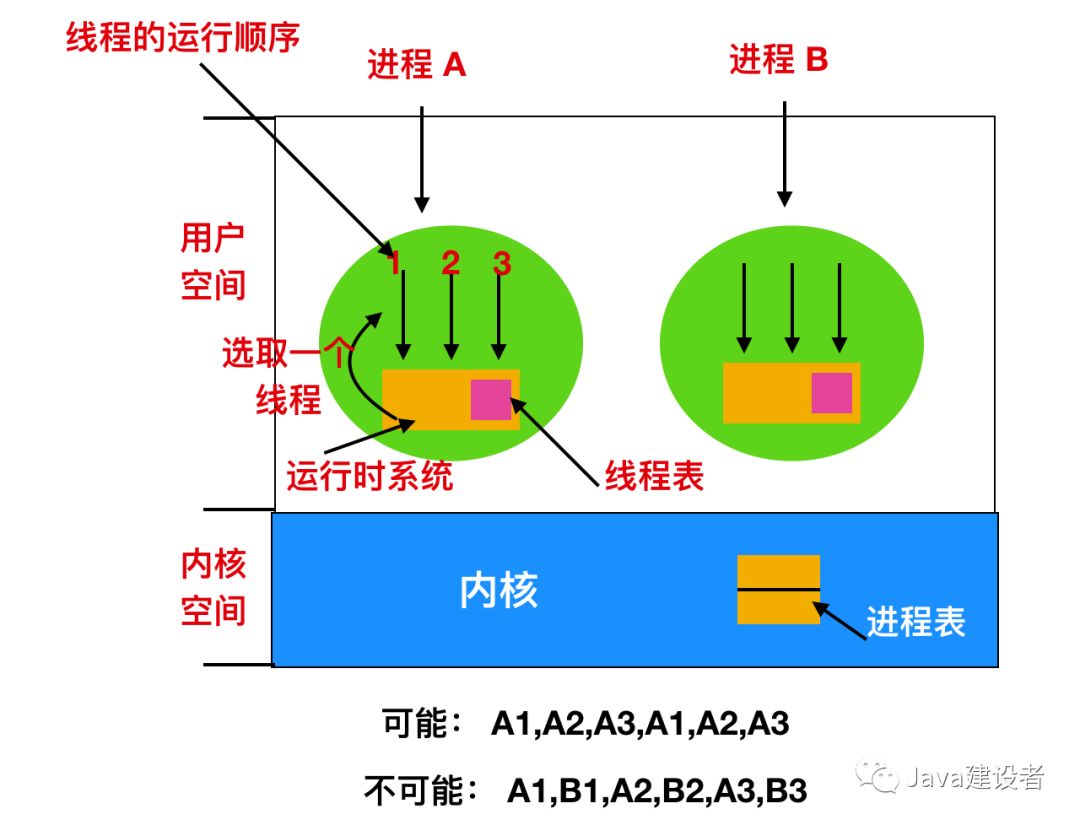 线程的运行顺序
进程 A
进程 B
用户
空间
1 2 3
选取一个
线程
运行时系统
线程表
内核
空间
内核
进程表
可能： A1,A2,A3,A1,A2,A3
不可能： A1,B1,A2,B2,A3,B3
Java建设者